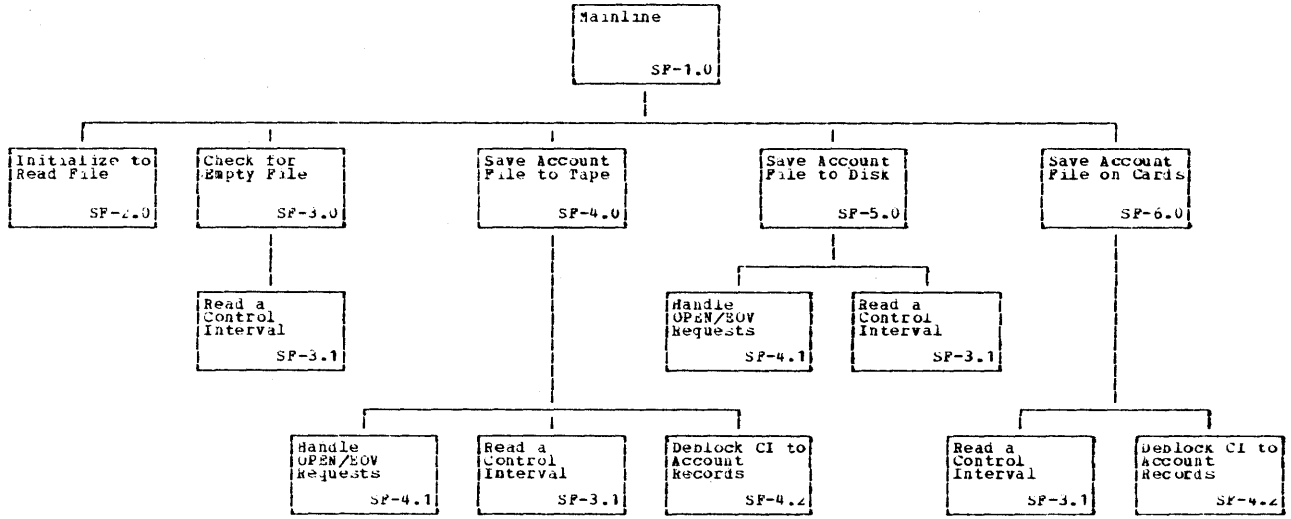 Mainline
SF-1.0
Initialize to
Read File
SF-2.0
Check for
Empty File
SF-3.0
Save Account
File to Tape
SF-4.0
Save Account
File to Disk
SF-5.0
Save Account
File on Cards
SF-6.0
Read a
Control
Interval
SF-3.1
Handle
OPEN/EOV
Requests
SF-4.1
Read a
Control
Interval
SF-3.1
Handle
OPEN/EOV
Requests
SF-4.1
Read a
Control
Interval
SF-3.1
Deblock CI to
Account
Records
SF-4.2
Read a
Control
Interval
SF-3.1
Deblock CI to
Account
Records
SF-4.2